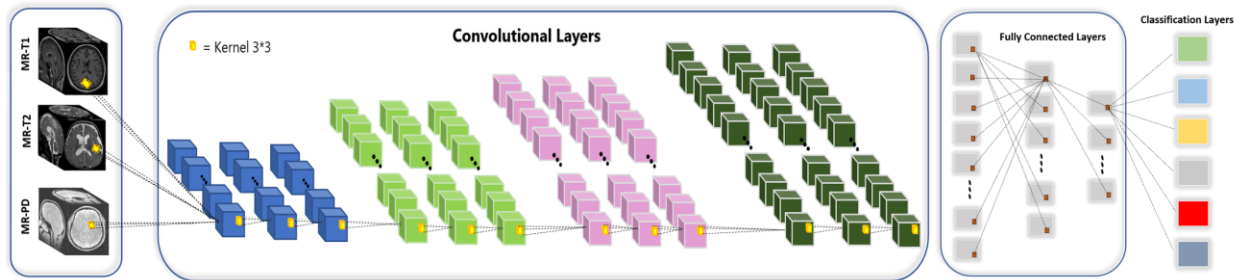 MR-T1
MR-T2
MR-PD
= Kernel 3*3
Convolutional Layers
Fully Connected Layers
Classification Layers